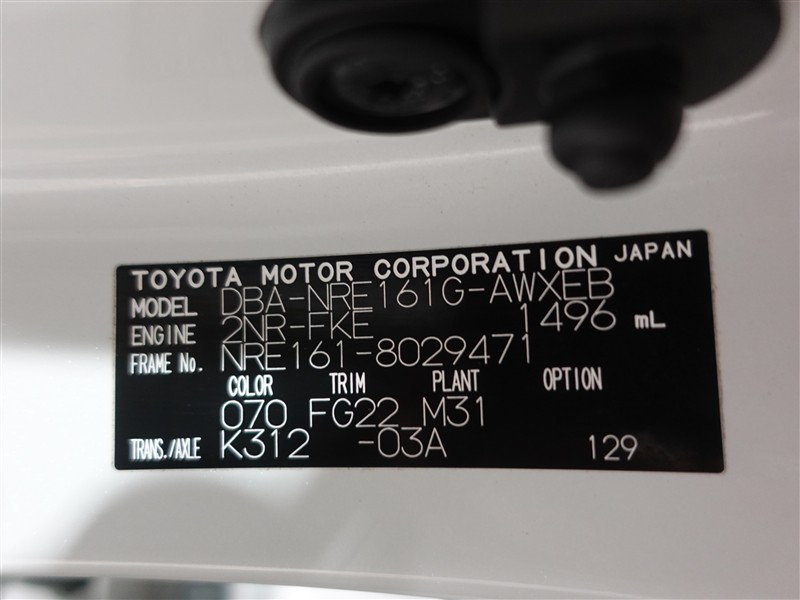 TOYOTA MOTOR CORPORATION JAPAN
MODEL DBA-NRE161G-AWXEB
ENGINE 2NR-FKE 1496 mL
FRAME No. NRE161-8029471
COLOR TRIM PLANT OPTION
070 FG22 M31
TRANS./AXLE K312 -03A 129